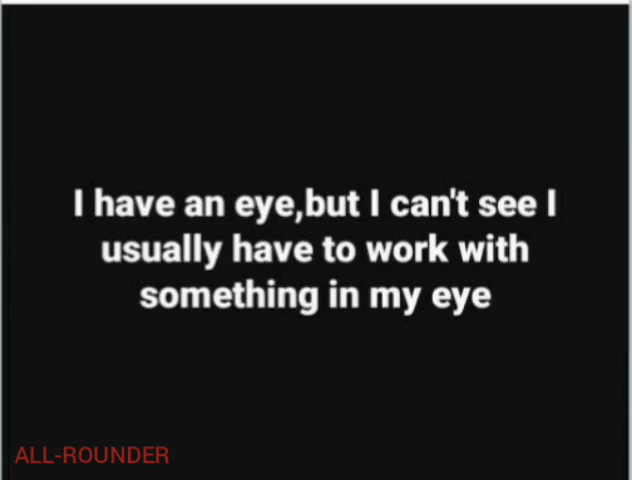 I have an eye,but I can't see I
usually have to work with
something in my eye
ALL-ROUNDER